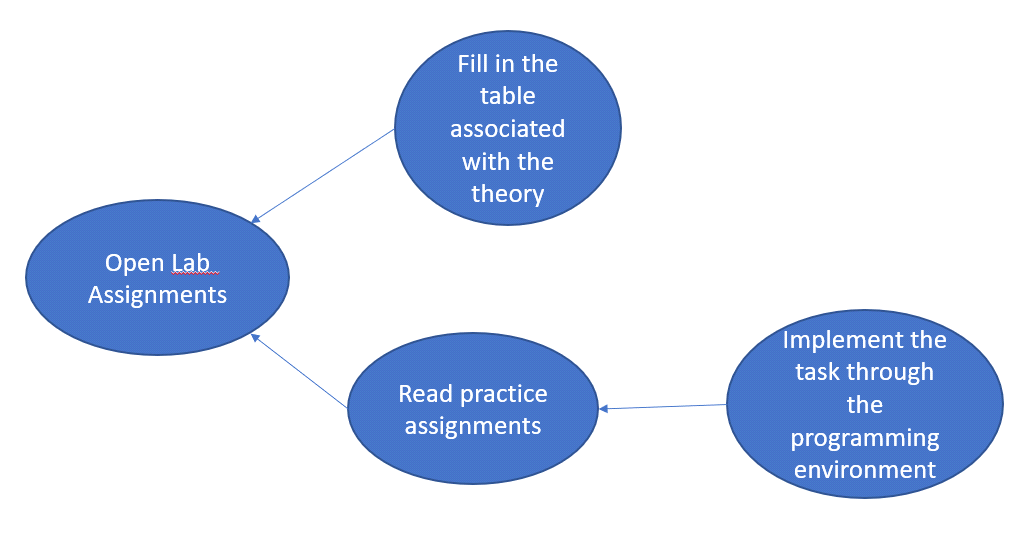 Fill in the
table
associated
with the
theory
Open Lab
Assignments
Read practice
assignments
Implement the
task through
the
programming
environment